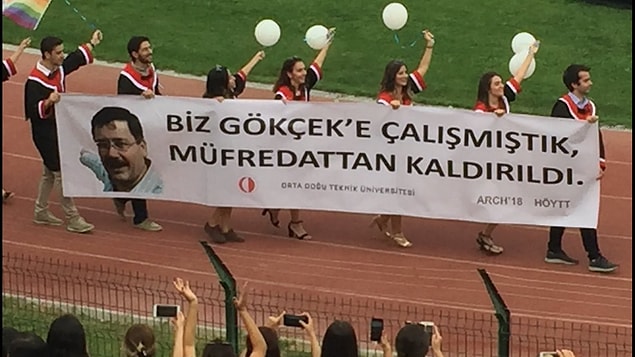 BİZ GÖKÇEK'E ÇALIŞMIŞTIK,
MÜFREDATTAN KALDIRILDI.
ORTA DOĞU TEKNİK ÜNİVERSİTESİ
ARCH'18 HÖYTT